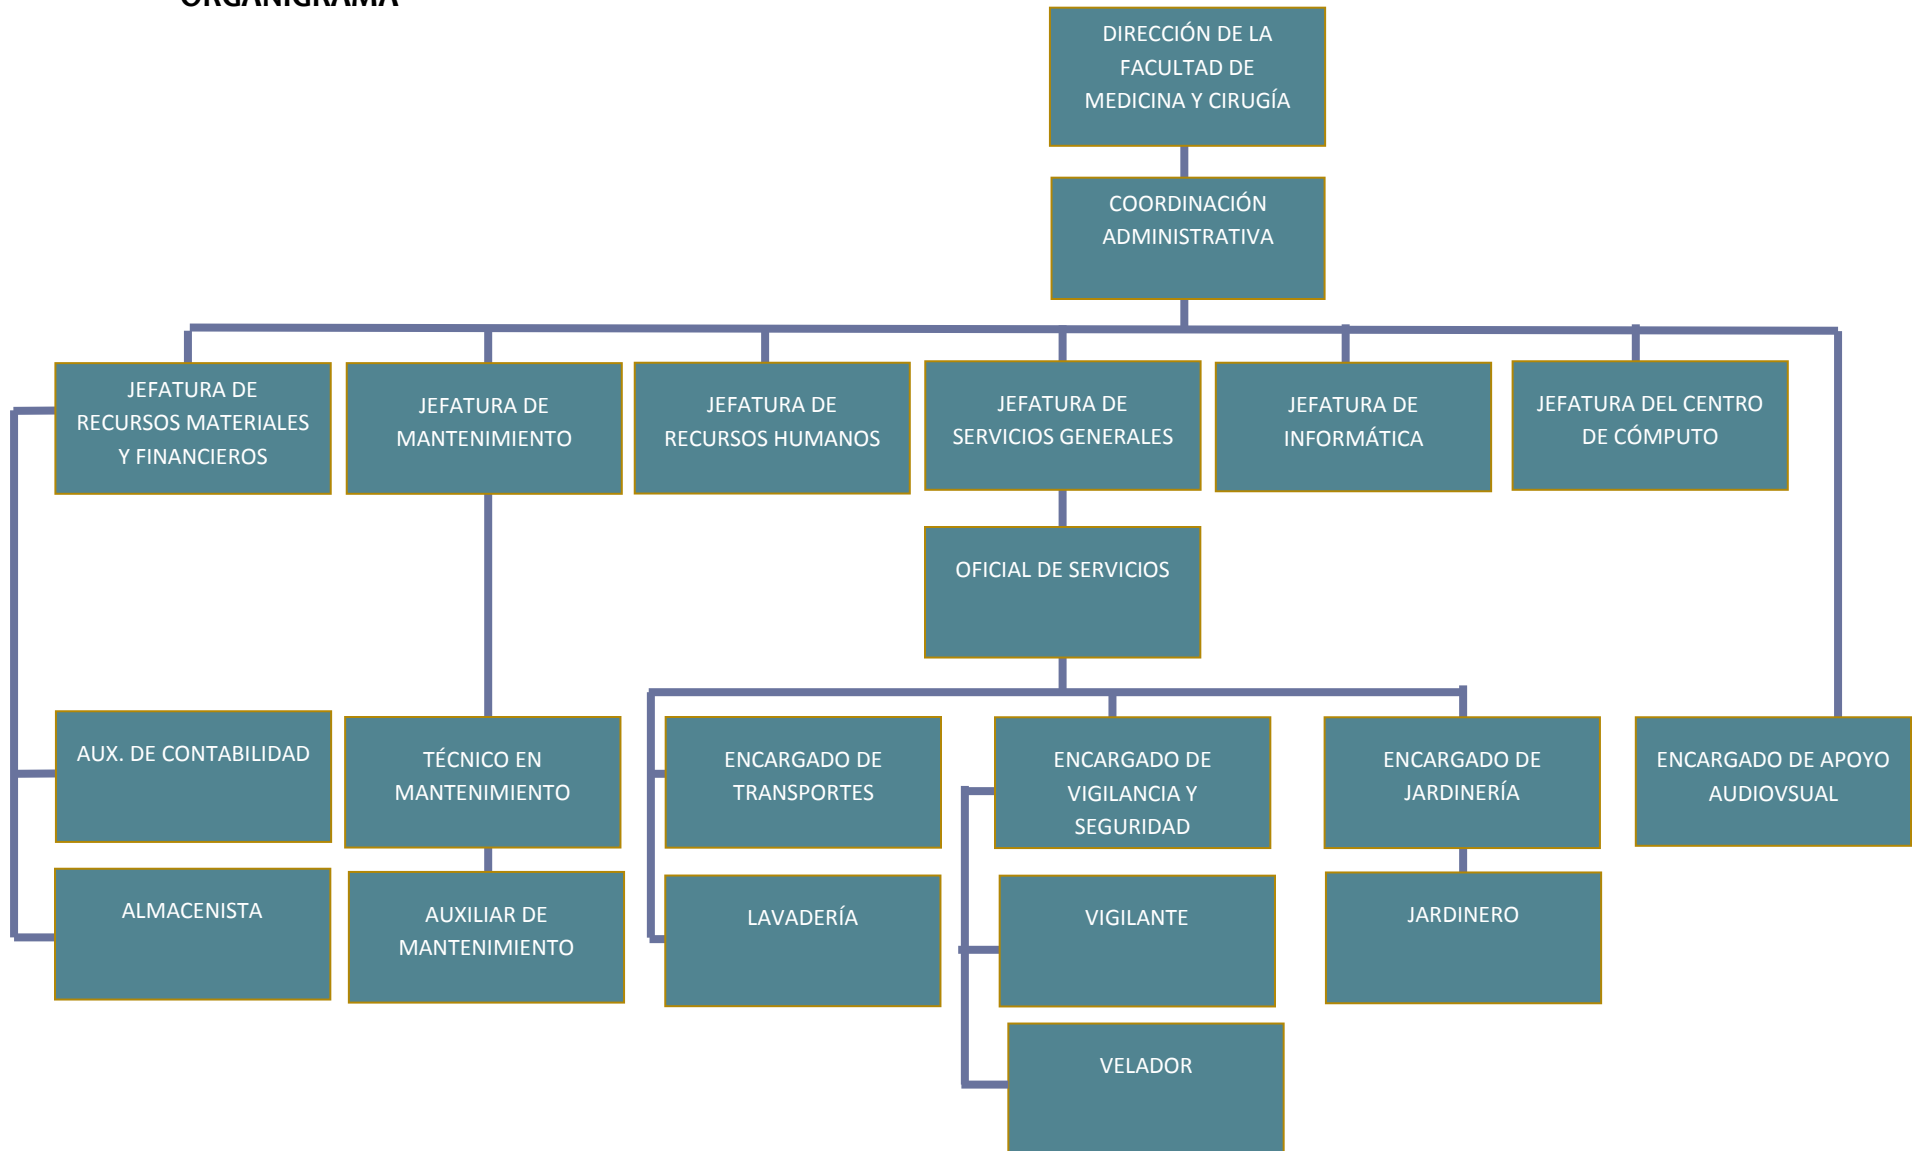 ORGANIGRAMA
DIRECCIÓN DE LA
FACULTAD DE
MEDICINA Y CIRUGÍA
COORDINACIÓN
ADMINISTRATIVA
JEFATURA DE
RECURSOS MATERIALES
Y FINANCIEROS
JEFATURA DE
MANTENIMIENTO
JEFATURA DE
RECURSOS HUMANOS
JEFATURA DE
SERVICIOS GENERALES
JEFATURA DE
INFORMÁTICA
JEFATURA DEL CENTRO
DE CÓMPUTO
OFICIAL DE SERVICIOS
AUX. DE CONTABILIDAD
TÉCNICO EN
MANTENIMIENTO
ENCARGADO DE
TRANSPORTES
ENCARGADO DE
VIGILANCIA Y
SEGURIDAD
ENCARGADO DE
JARDINERÍA
ENCARGADO DE APOYO
AUDIOVSUAL
ALMACENISTA
AUXILIAR DE
MANTENIMIENTO
LAVADERÍA
VIGILANTE
JARDINERO
VELADOR